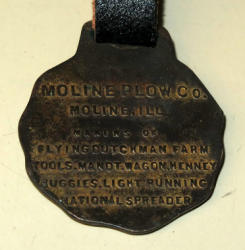 MOLINE PLOW CO.
MOLINE, ILL.
MAKERS OF
FLYING DUTCHMAN FARM
TOOLS, MANDT, WAGON, HENNEY
BUGGIES, LIGHT RUNNING
NATIONAL SPREADER